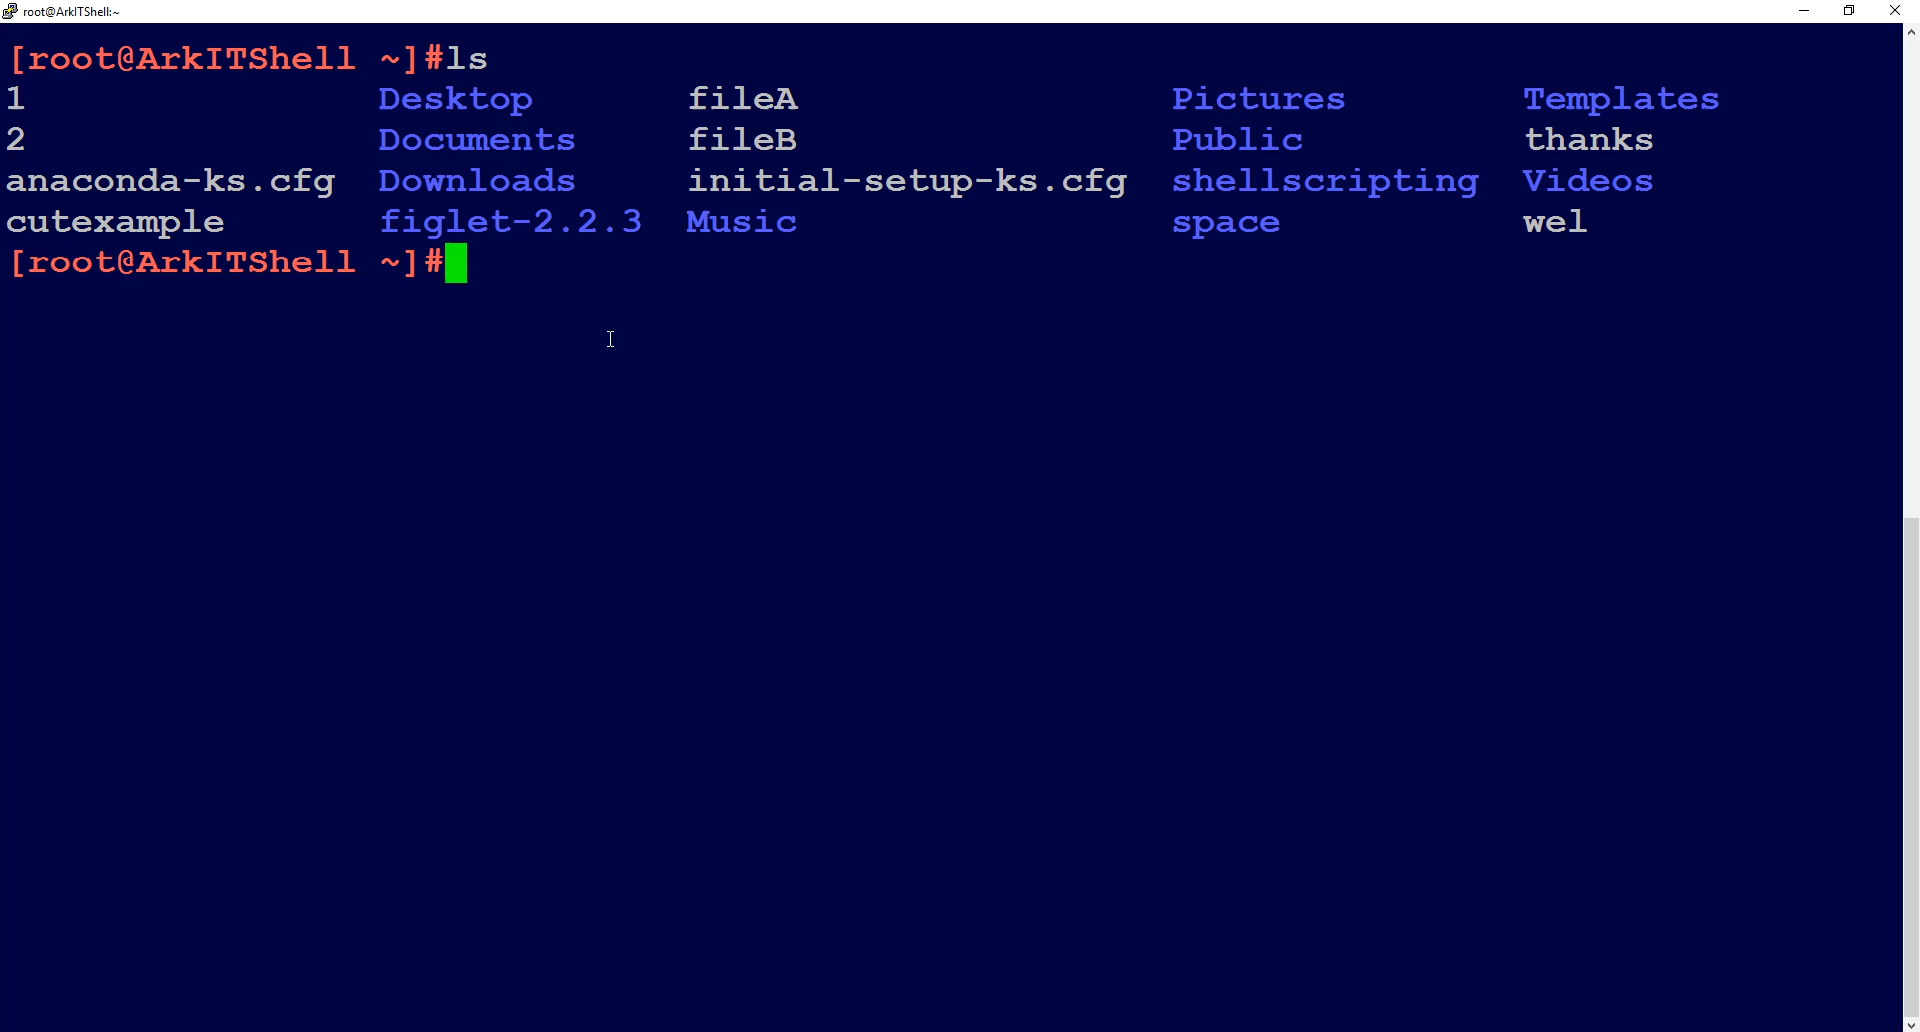 root@ArkITShell:~
[root@ArkITShell ~]#ls
1 Desktop fileA Pictures Templates
2 Documents fileB Public thanks
anaconda-ks.cfg Downloads initial-setup-ks.cfg shellscripting Videos
cutexample figlet-2.2.3 Music space wel
[root@ArkITShell ~]#